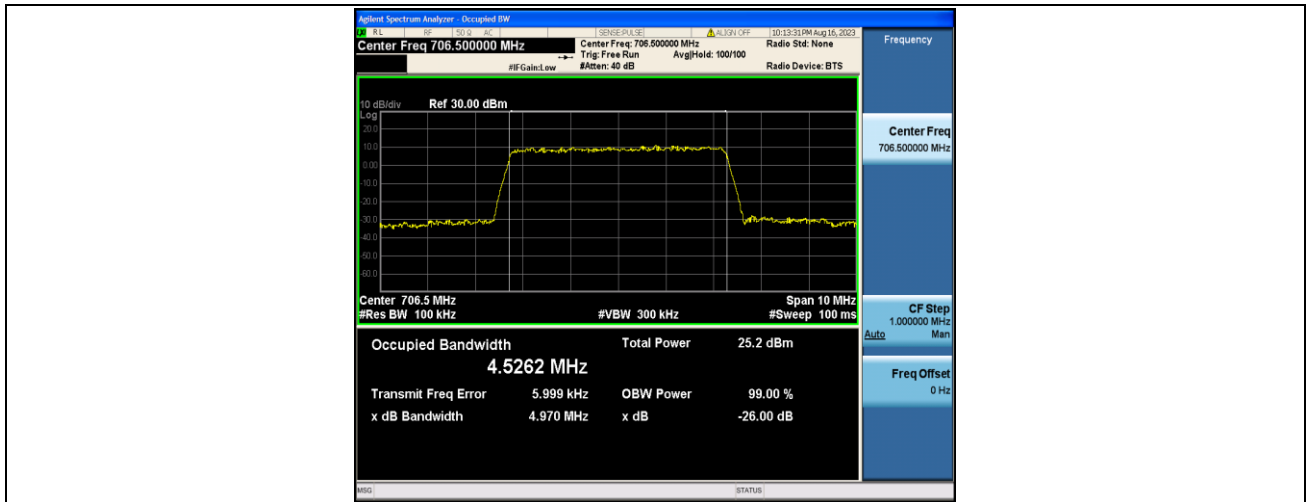 Agilent Spectrum Analyzer - Occupied BW
RL RF 50 Ω AC SENSE:PULSE ALIGN OFF 10:13:31 PM Aug 16, 2023
Center Freq 706.500000 MHz Center Freq: 706.500000 MHz Radio Std: None
Trig: Free Run Avg|Hold: 100/100
#IFGain:Low #Atten: 40 dB Radio Device: BTS
10 dB/div Ref 30.00 dBm
Log
20.0
10.0
0.00
-10.0
-20.0
-30.0
-40.0
-50.0
-60.0
Center 706.5 MHz Span 10 MHz
#Res BW 100 kHz #VBW 300 kHz #Sweep 100 ms
Occupied Bandwidth Total Power 25.2 dBm
4.5262 MHz
Transmit Freq Error 5.999 kHz OBW Power 99.00 %
x dB Bandwidth 4.970 MHz x dB -26.00 dB
MSG STATUS
Frequency
Center Freq
706.500000 MHz
CF Step
1.000000 MHz
Auto Man
Freq Offset
0 Hz